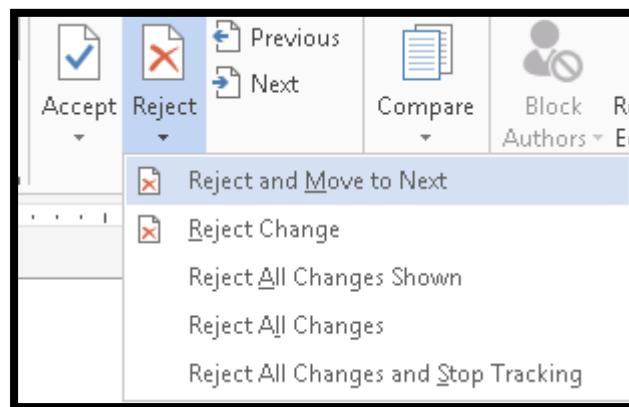 Previous
Next
Accept
Reject
Compare
Block
Authors
Reject and Move to Next
Reject Change
Reject All Changes Shown
Reject All Changes
Reject All Changes and Stop Tracking